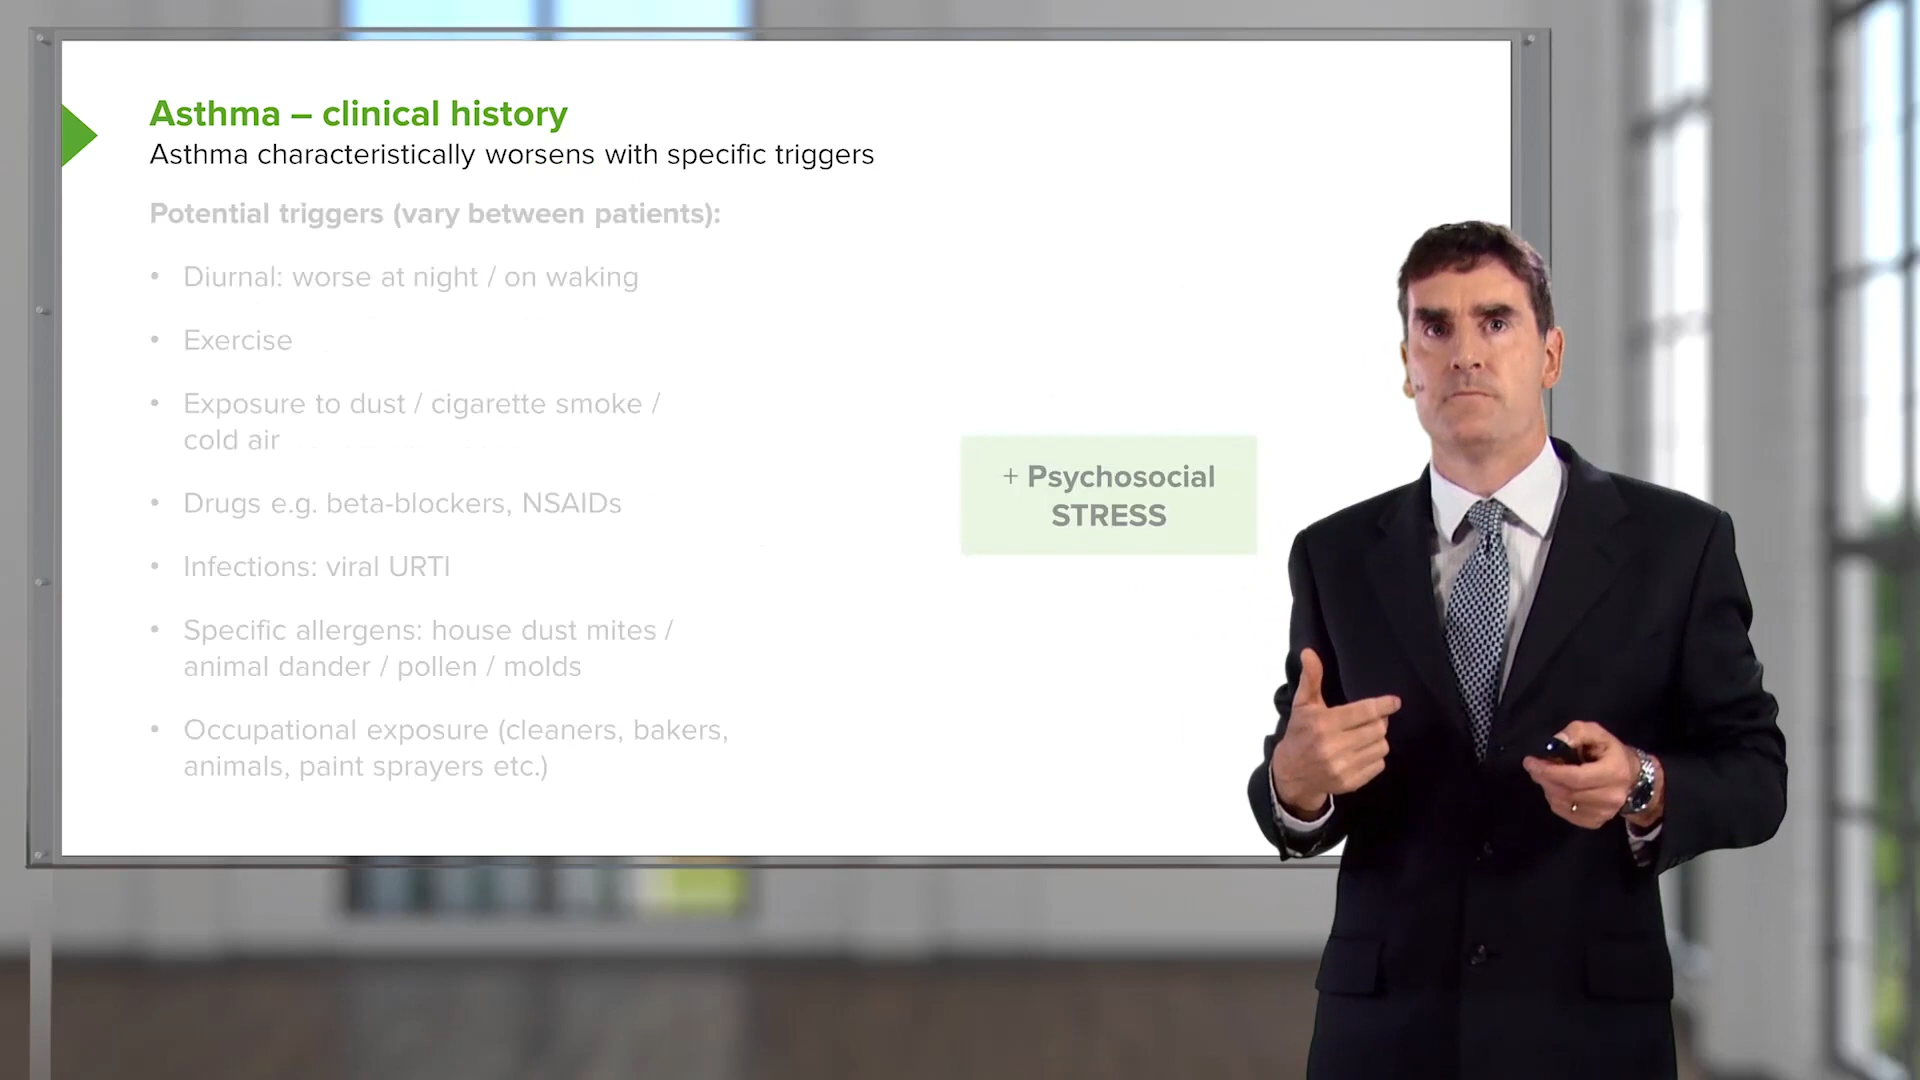 Asthma – clinical history
Asthma characteristically worsens with specific triggers
Potential triggers (vary between patients):
• Diurnal: worse at night / on waking
• Exercise
• Exposure to dust / cigarette smoke /
cold air
• Drugs e.g. beta-blockers, NSAIDs
• Infections: viral URTI
• Specific allergens: house dust mites /
animal dander / pollen / molds
• Occupational exposure (cleaners, bakers,
animals, paint sprayers etc.)
+ Psychosocial
STRESS